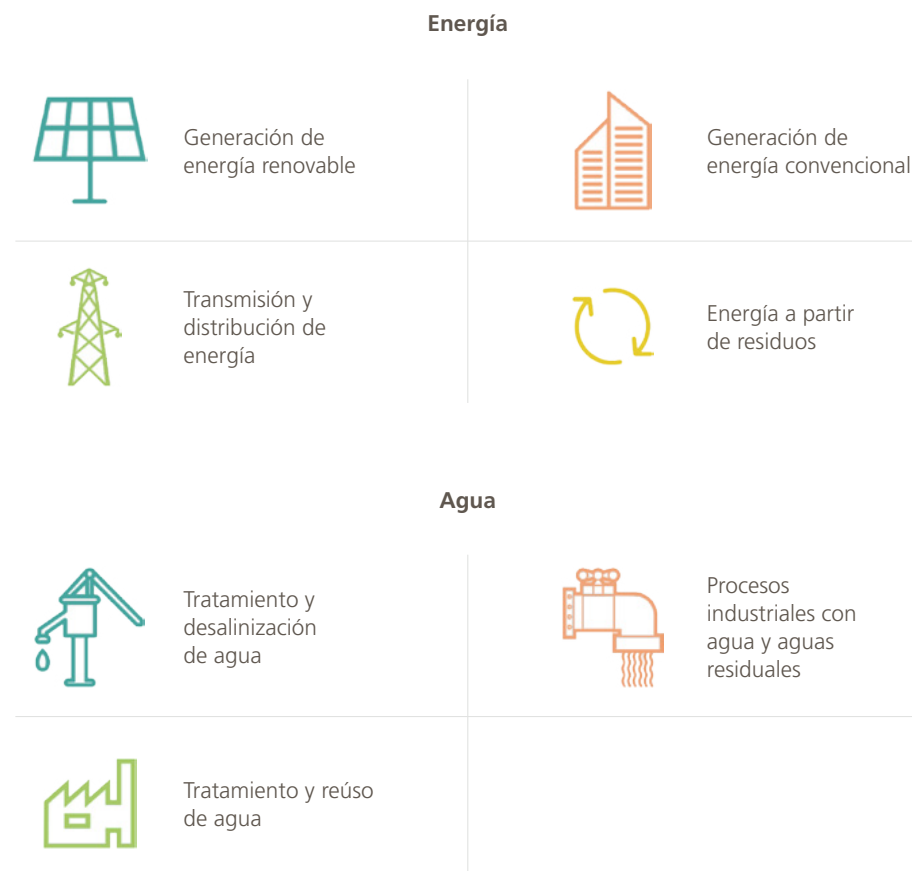 Energía
Generación de
energía renovable
Generación de
energía convencional
Transmisión y
distribución de
energía
Energía a partir
de residuos
Agua
Tratamiento y
desalinización
de agua
Procesos
industriales con
agua y aguas
residuales
Tratamiento y reúso
de agua